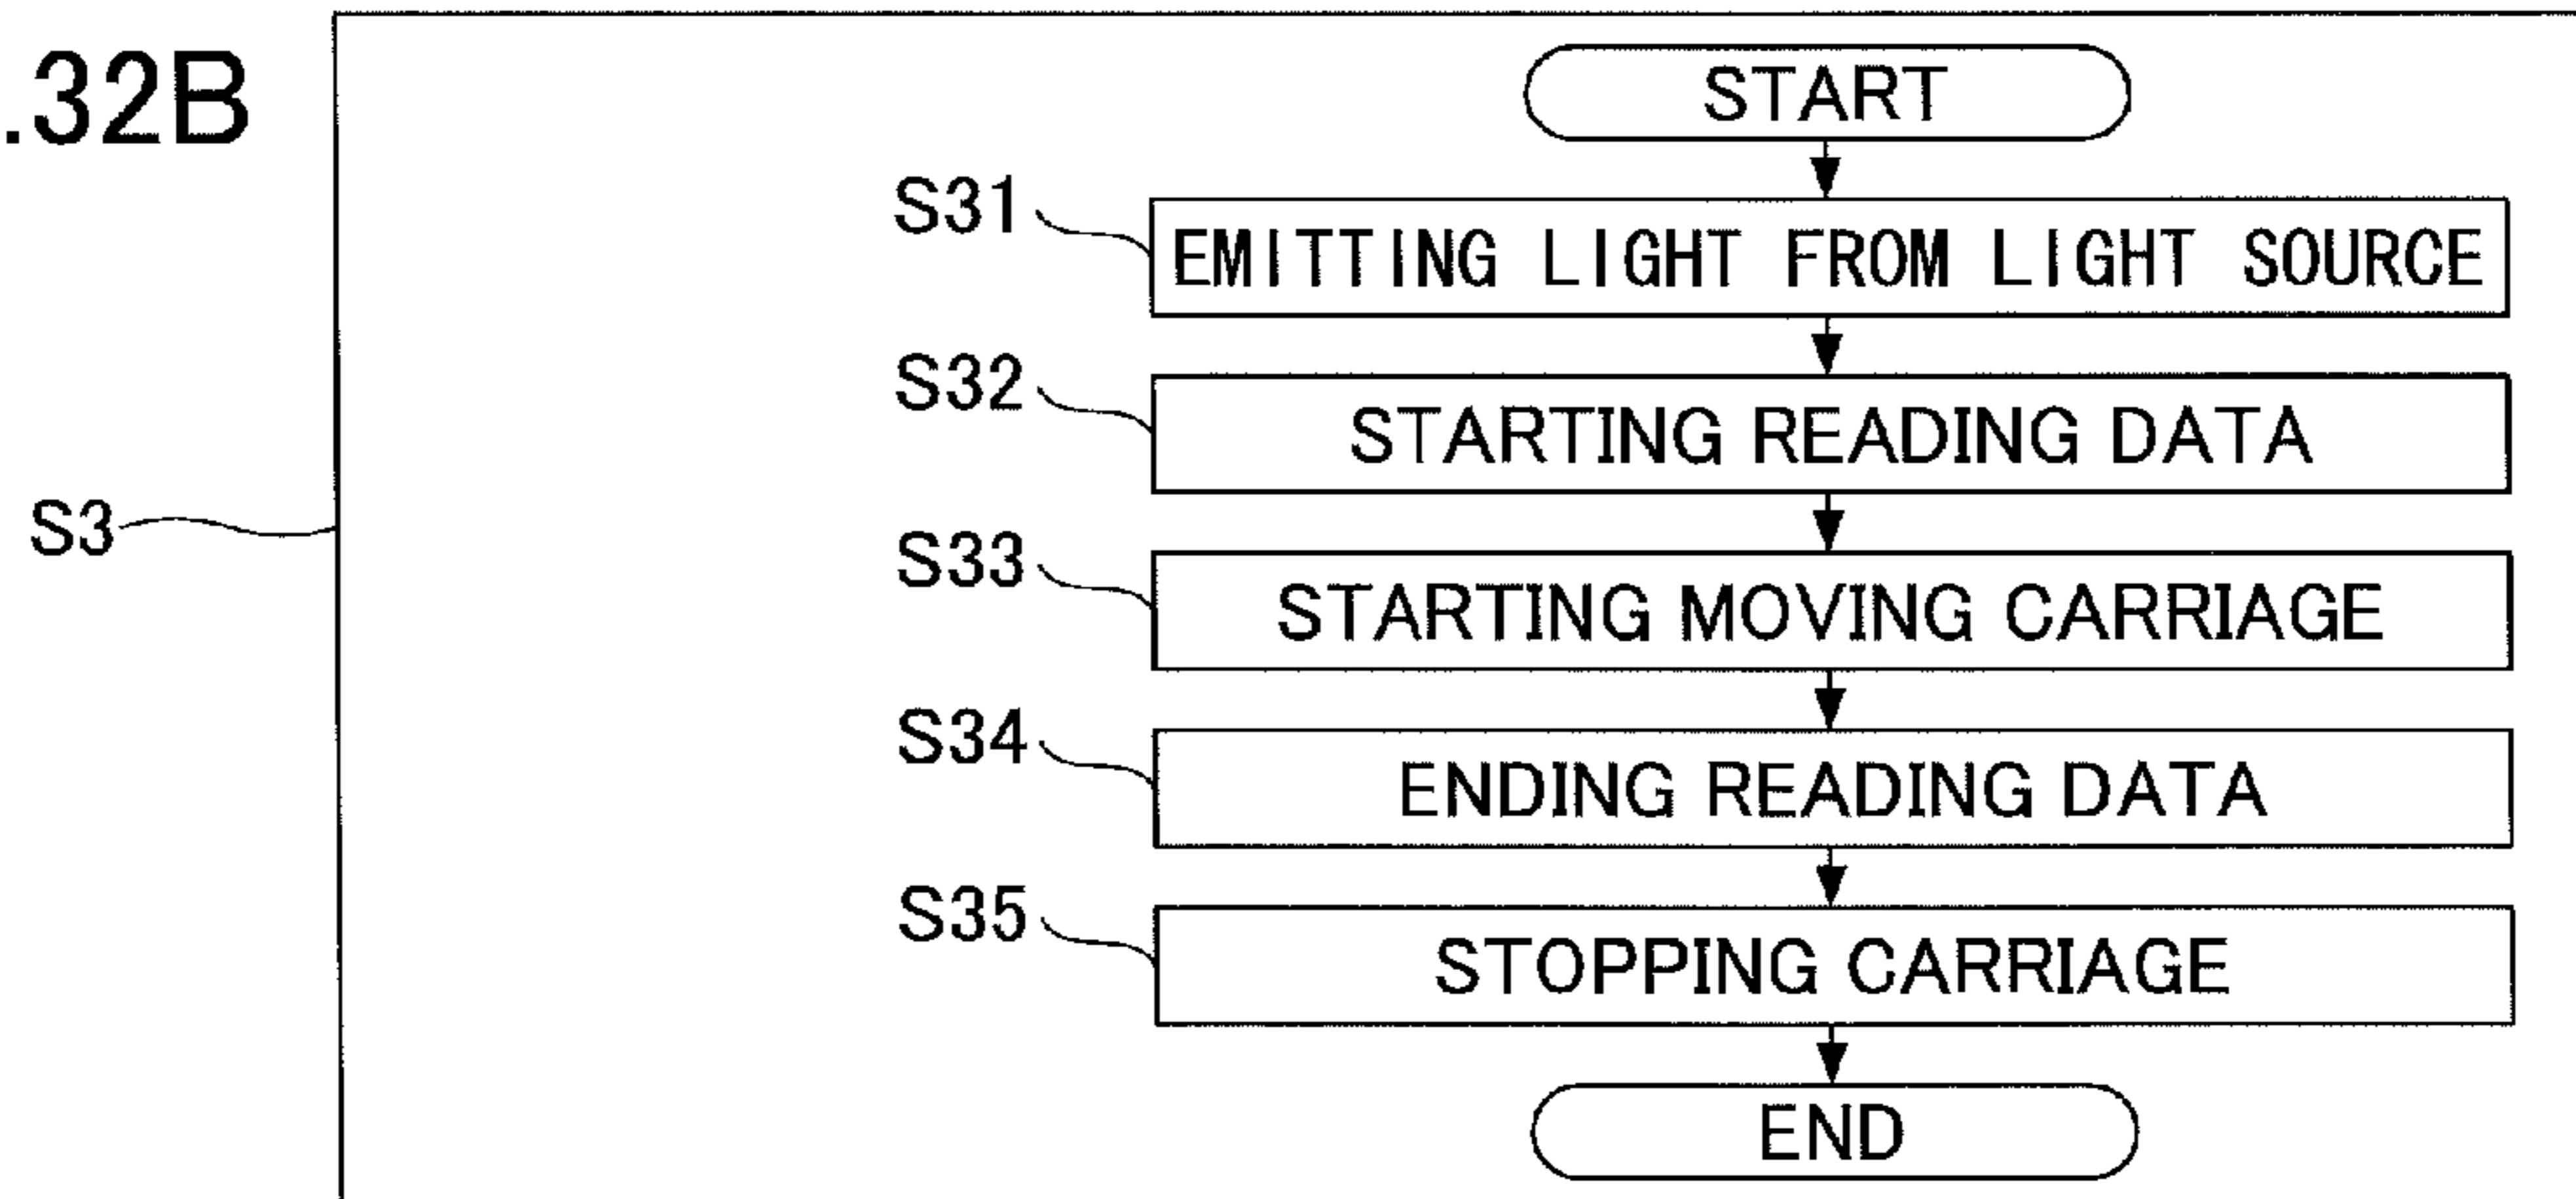 .32B
START
S31
EMITTING LIGHT FROM LIGHT SOURCE
S32
STARTING READING DATA
S3
S33
STARTING MOVING CARRIAGE
S34
ENDING READING DATA
S35
STOPPING CARRIAGE
END